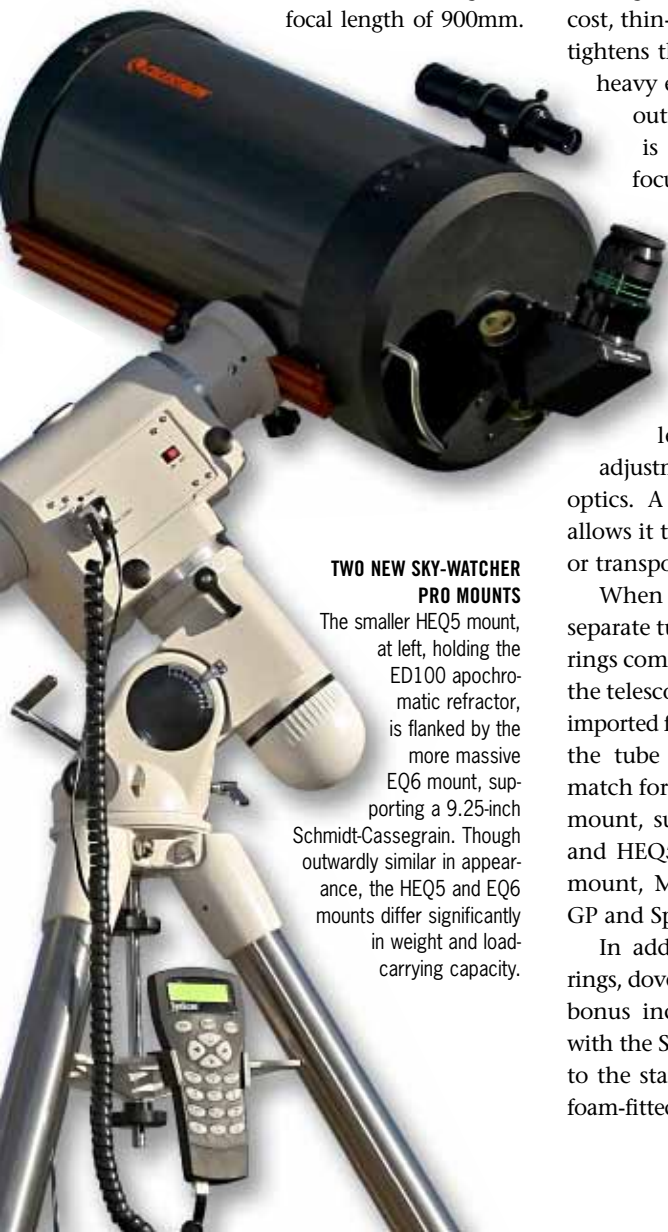 focal length of 900mm.
CELESTRON
TWO NEW SKY-WATCHER
PRO MOUNTS
The smaller HEQ5 mount,
at left, holding the
ED100 apochro-
matic refractor,
is flanked by the
more massive
EQ6 mount, sup-
porting a 9.25-inch
Schmidt-Cassegrain. Though
outwardly similar in appear-
ance, the HEQ5 and EQ6
mounts differ significantly
in weight and load-
carrying capacity.
cost, thin-
tightens th
heavy e
out
is
focu
lo
adjustm
optics. A
allows it t
or transpo
When
separate tu
rings com
the telesco
imported f
the tube
match for
mount, su
and HEQ5
mount, M
GP and Sp
In add
rings, dove
bonus inc
with the S
to the sta
foam-fitted